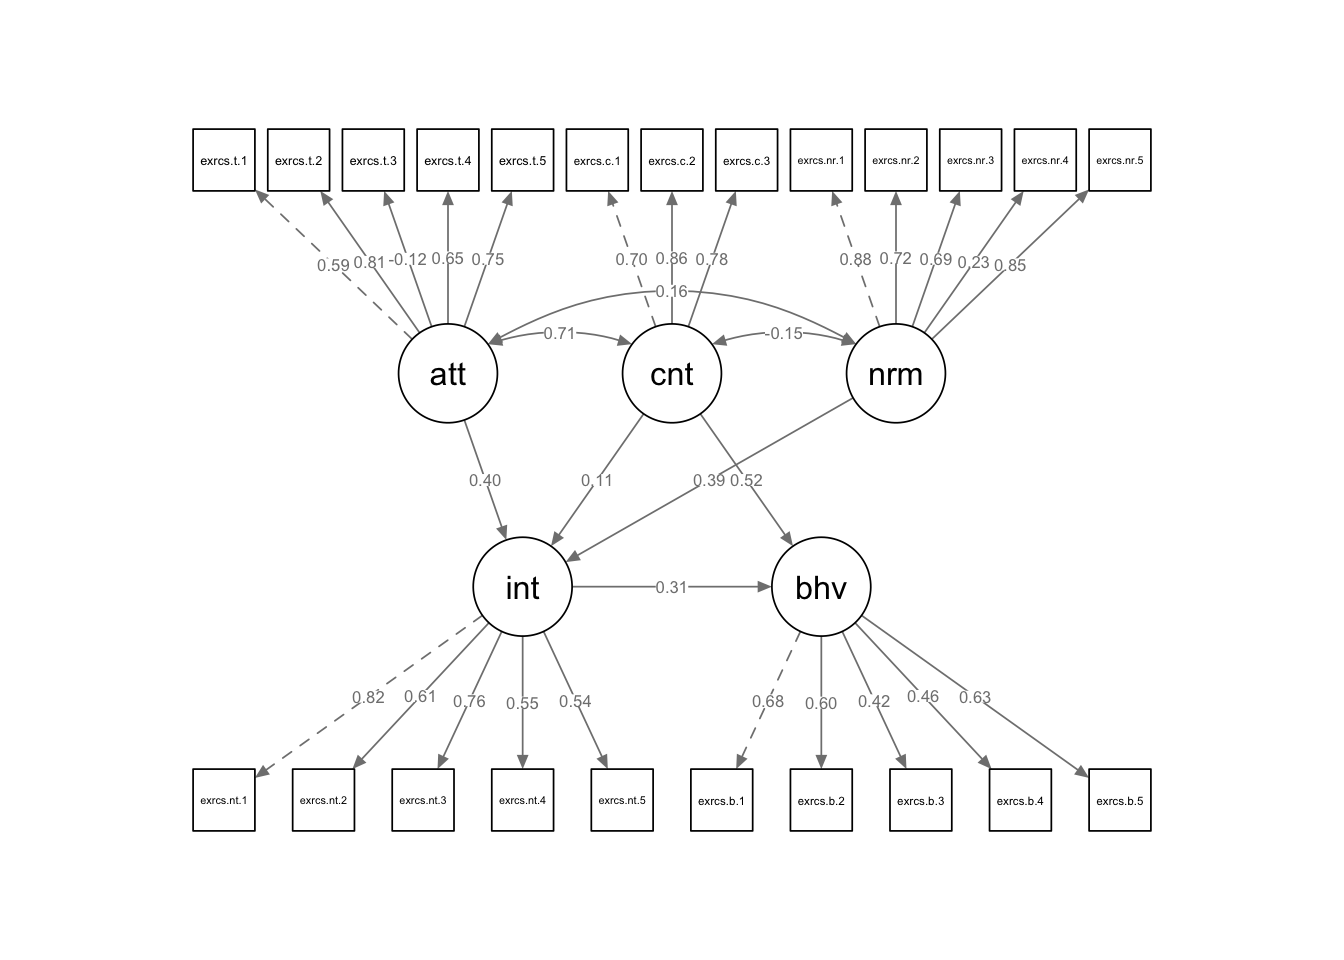 exrcs.t.1 exrcs.t.2 exrcs.t.3 exrcs.t.4 exrcs.t.5 exrcs.c.1 exrcs.c.2 exrcs.c.3 exrcs.nr.1 exrcs.nr.2 exrcs.nr.3 exrcs.nr.4 exrcs.nr.5
0.59 0.81 -0.12 0.65 0.75 0.70 0.86 0.78 0.88 0.72 0.69 0.23 0.85
0.16
0.71 -0.15
att cnt nrm
0.40 0.11 0.39 0.52
int 0.31 bhv
0.82 0.61 0.76 0.55 0.54 0.68 0.60 0.42 0.46 0.63
exrcs.nt.1 exrcs.nt.2 exrcs.nt.3 exrcs.nt.4 exrcs.nt.5 exrcs.b.1 exrcs.b.2 exrcs.b.3 exrcs.b.4 exrcs.b.5